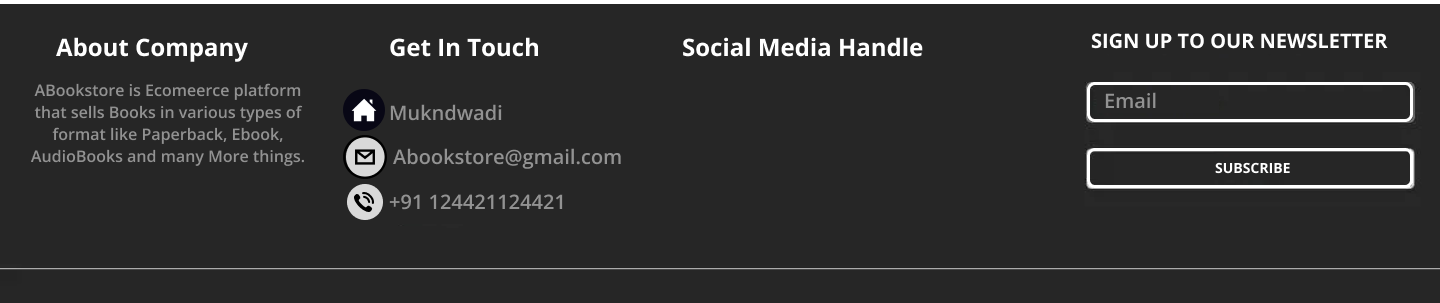 About Company
ABookstore is Ecomeerce platform
that sells Books in various types of
format like Paperback, Ebook,
AudioBooks and many More things.
Get In Touch
Mukndwadi
Abookstore@gmail.com
+91 124421124421
Social Media Handle
SIGN UP TO OUR NEWSLETTER
Email
SUBSCRIBE